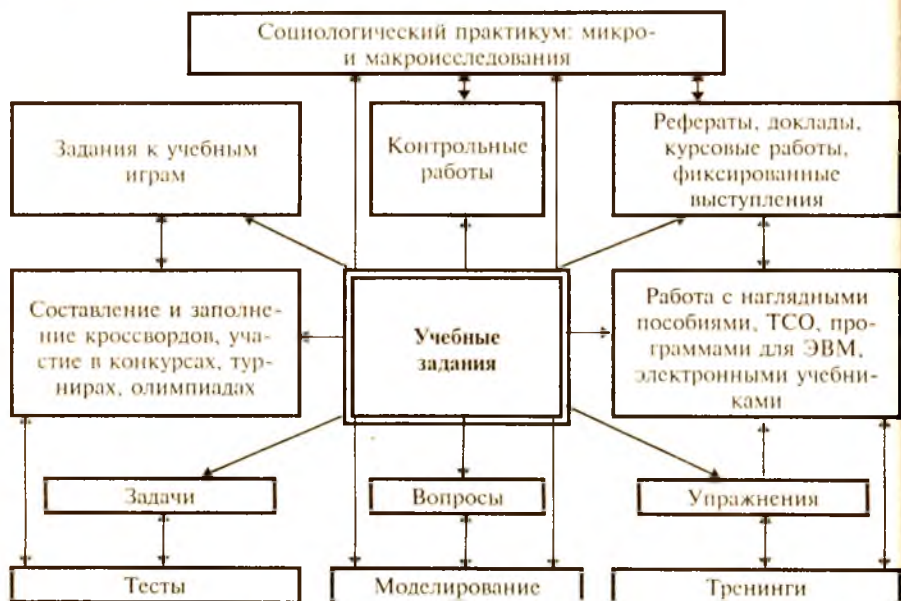 Социологический практикум: микро-
и макроисследования
Задания к учебным
играм
Контрольные
работы
Рефераты, доклады,
курсовые работы,
фиксированные
выступления
Составление и заполне-
ние кроссвордов, уча-
стие в конкурсах, тур-
нирах, олимпиадах
Учебные
задания
Работа с наглядными
пособиями, ТСО, про-
граммами для ЭВМ,
электронными учебни-
ками
Задачи
Вопросы
Упражнения
Тесты
Моделирование
Тренинги